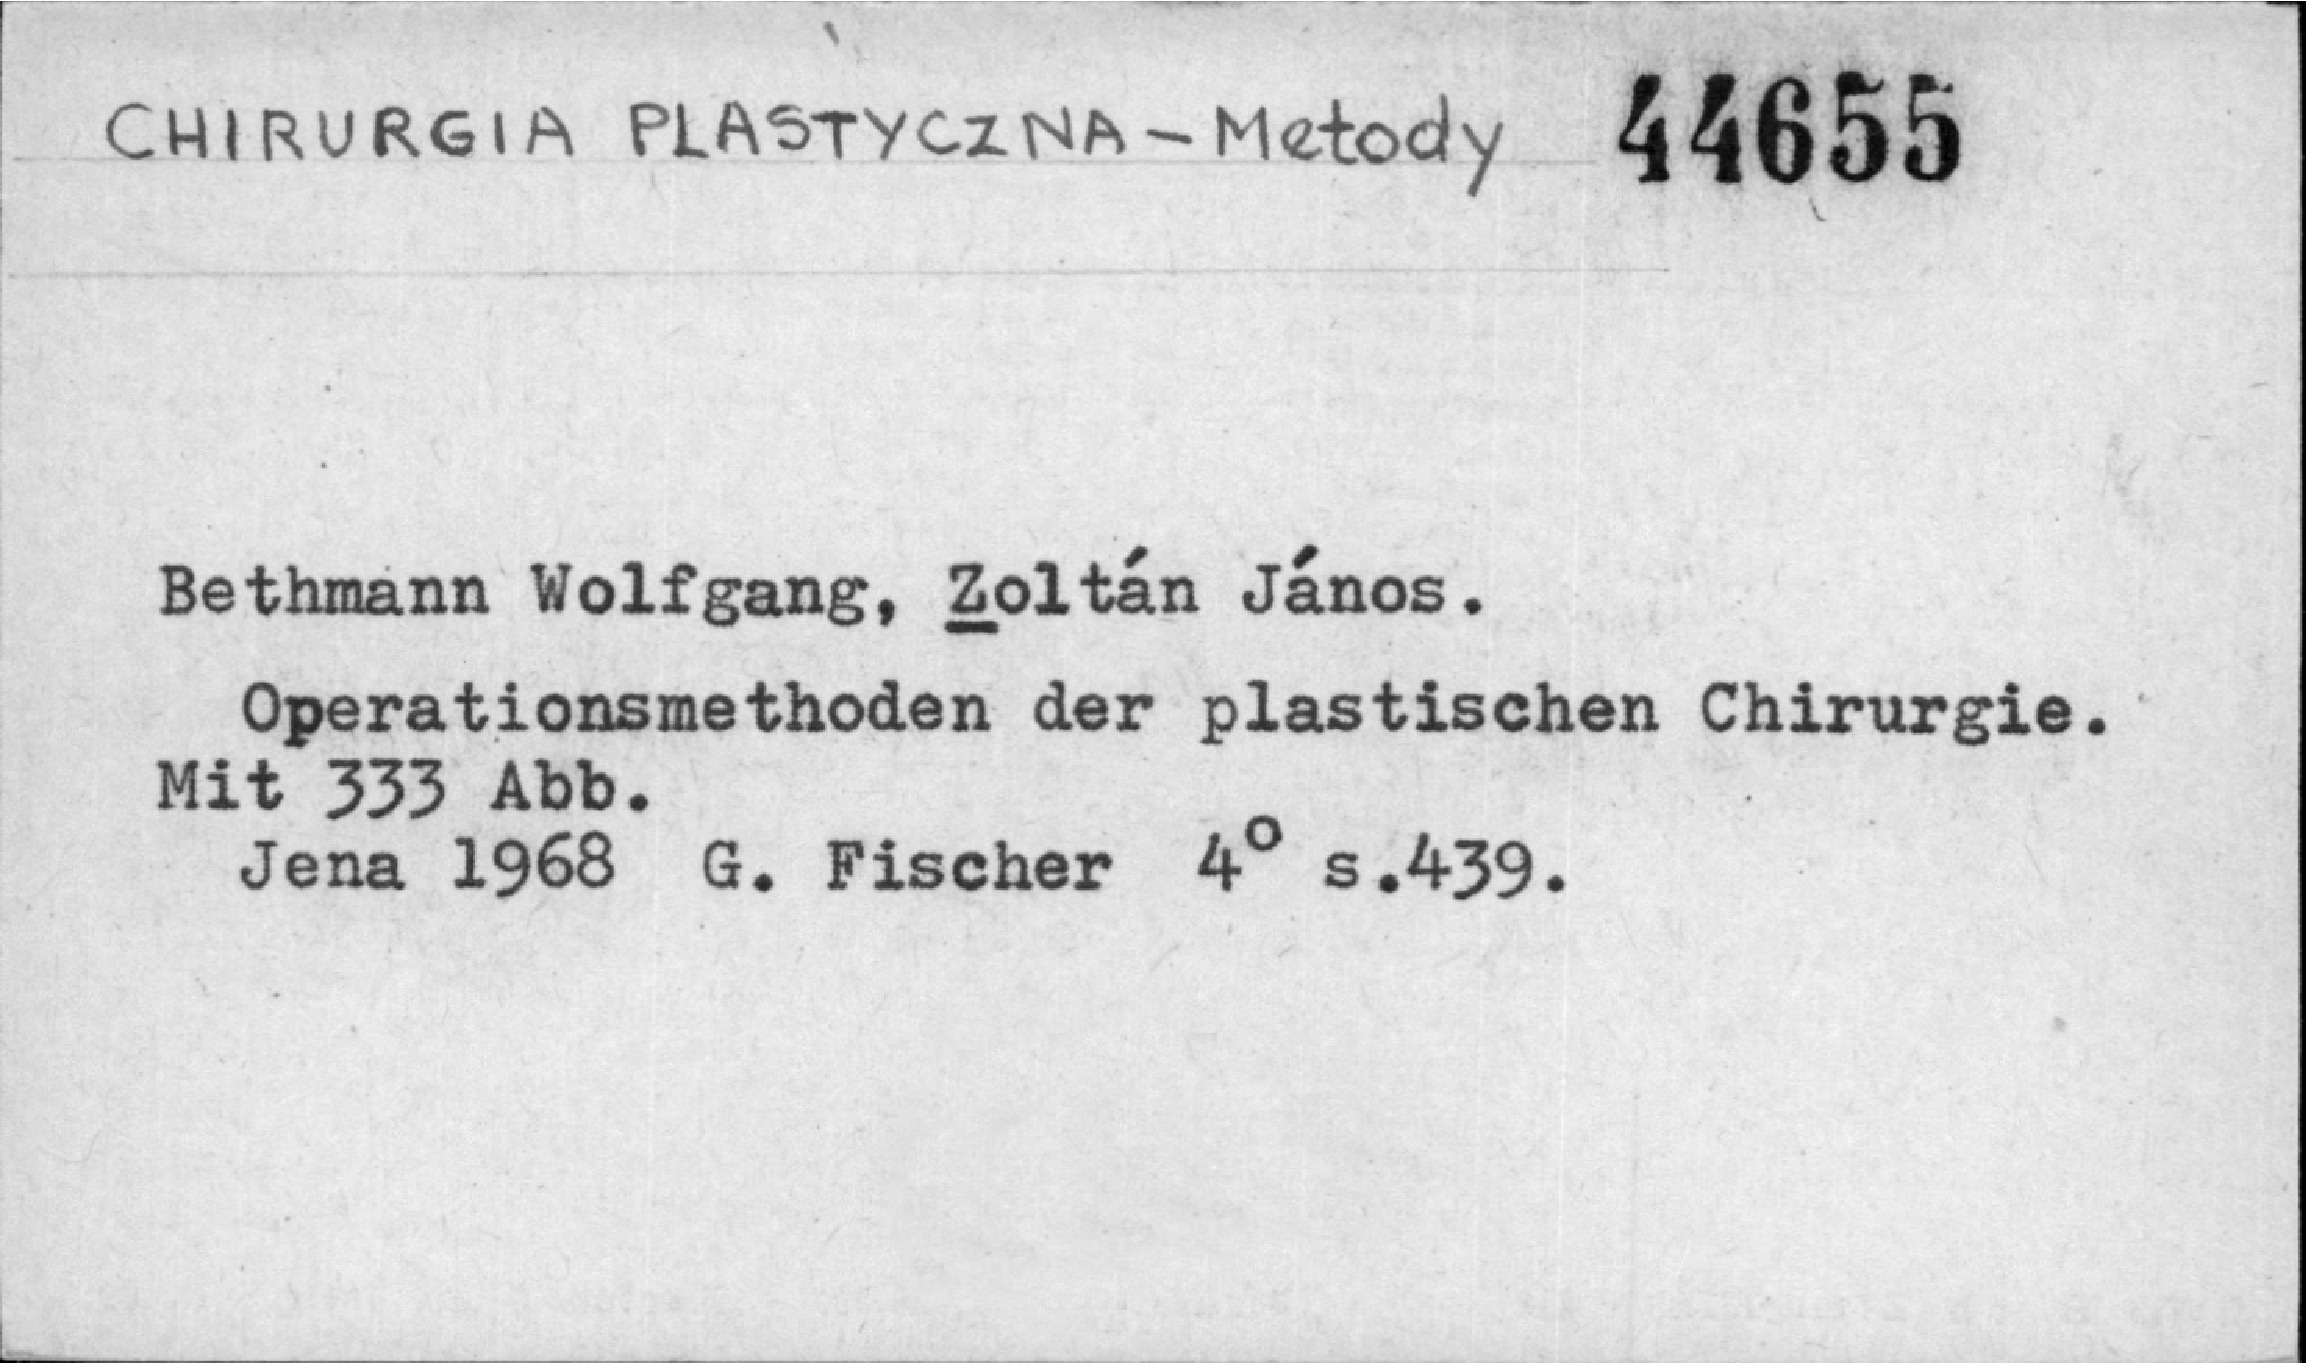 CHIRURGIA PLASTYCZNA - Metody 44655
Bethmann Wolfgang, Zoltán János.
Operationsmethoden der plastischen Chirurgie.
Mit 333 Abb.
Jena 1968 G. Fischer 4° s.439.